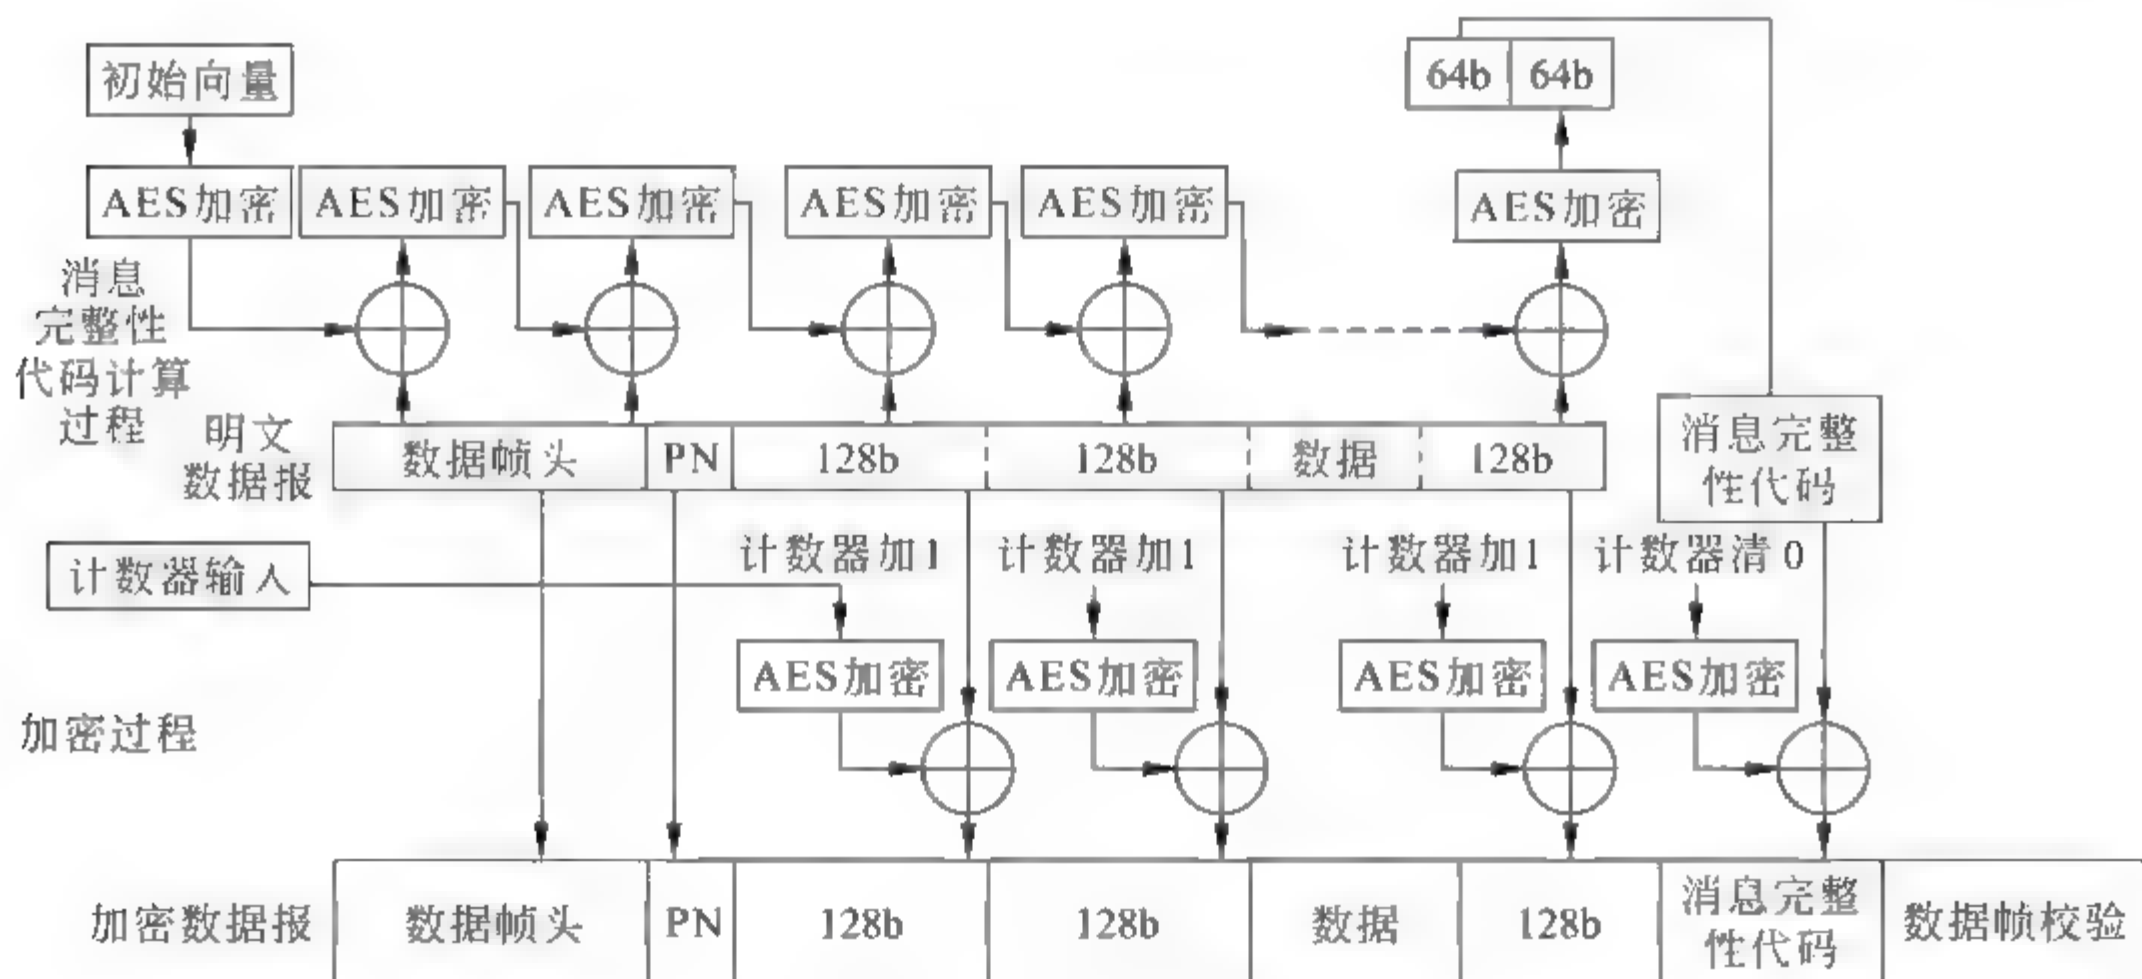 初始向量
64b 64b
AES加密 AES加密 AES加密 AES加密 AES加密 AES加密
消息
完整性
代码计算
过程
明文
数据报
数据帧头 PN 128b 128b 数据 128b
消息完整
性代码
计数器输入
计数器加1 计数器加1 计数器加1 计数器清0
AES加密 AES加密 AES加密 AES加密
加密过程
加密数据报
数据帧头 PN 128b 128b 数据 128b
消息完整
性代码
数据帧校验